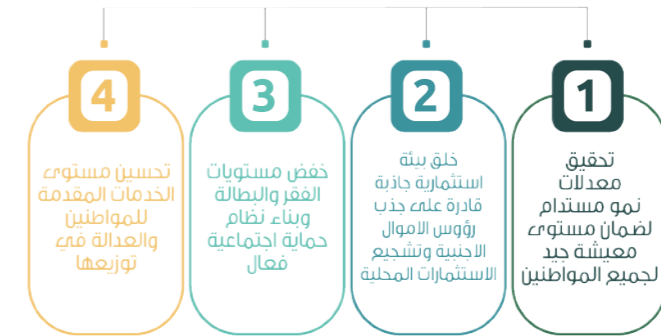 1
تحقيق
معدلات
نمو مستدام
لضمان مستوى
معيشة جيد
لجميع المواطنين
2
خلق بيئة
استثمارية جاذبة
قادرة على جذب
رؤوس الاموال
الاجنبية وتشجيع
الاستثمارات المحلية
3
خفض مستويات
الفقر والبطالة
وبناء نظام
حماية اجتماعية
فعال
4
تحسين مستوى
الخدمات المقدمة
للمواطنين
والعدالة في
توزيعها